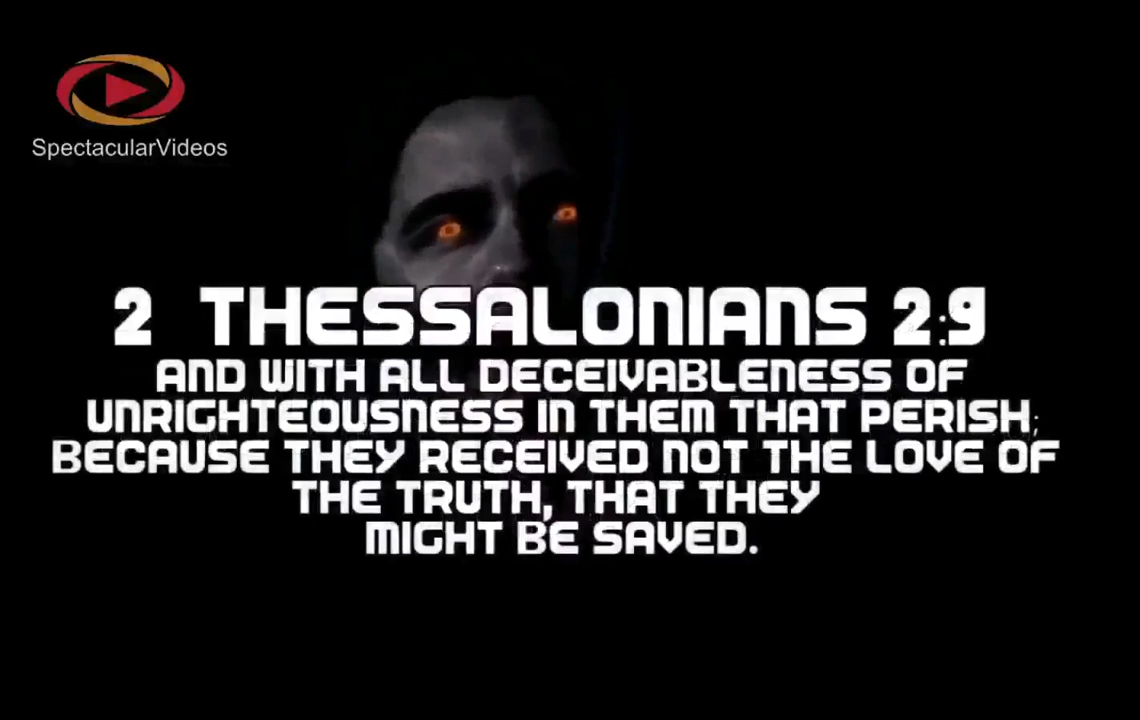 SpectacularVideos
2 THESSALONIANS 2:9
AND WITH ALL DECEIVABLENESS OF
UNRIGHTEOUSNESS IN THEM THAT PERISH;
BECAUSE THEY RECEIVED NOT THE LOVE OF
THE TRUTH, THAT THEY
MIGHT BE SAVED.